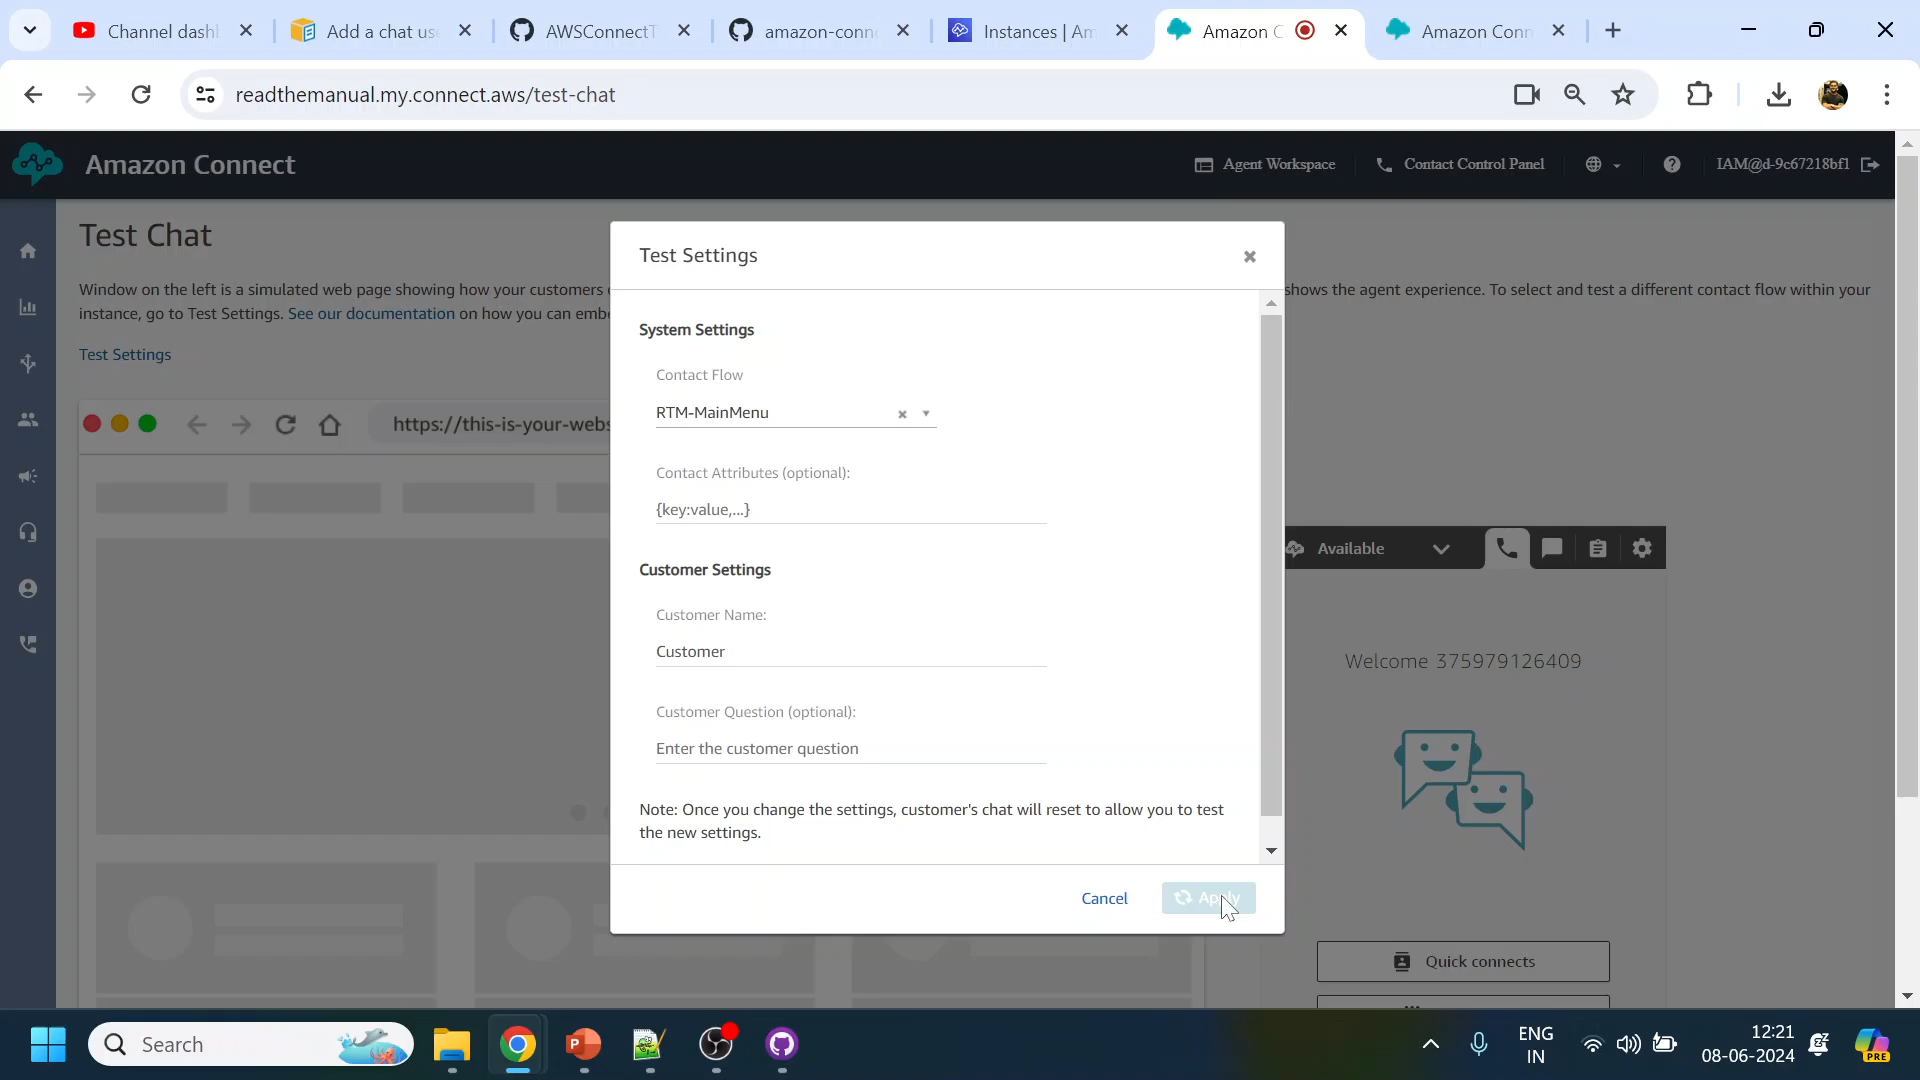 Channel dashl
Add a chat us
AWSConnectT
amazon-conn
Instances | Am
Amazon C
Amazon Conn
readthemanual.my.connect.aws/test-chat
Amazon Connect
Agent Workspace
Contact Control Panel
IAM@d-9c67218bf1
Test Chat
Window on the left is a simulated web page showing how your customers
shows the agent experience. To select and test a different contact flow within your
instance, go to Test Settings. See our documentation on how you can embe
Test Settings
https://this-is-your-webs
Test Settings
System Settings
Contact Flow
RTM-MainMenu
Contact Attributes (optional):
{key:value,...}
Customer Settings
Customer Name:
Customer
Customer Question (optional):
Enter the customer question
Note: Once you change the settings, customer's chat will reset to allow you to test
the new settings.
Cancel
Apply
Available
Welcome 375979126409
Quick connects
Search
ENG
IN
12:21
08-06-2024
PRE